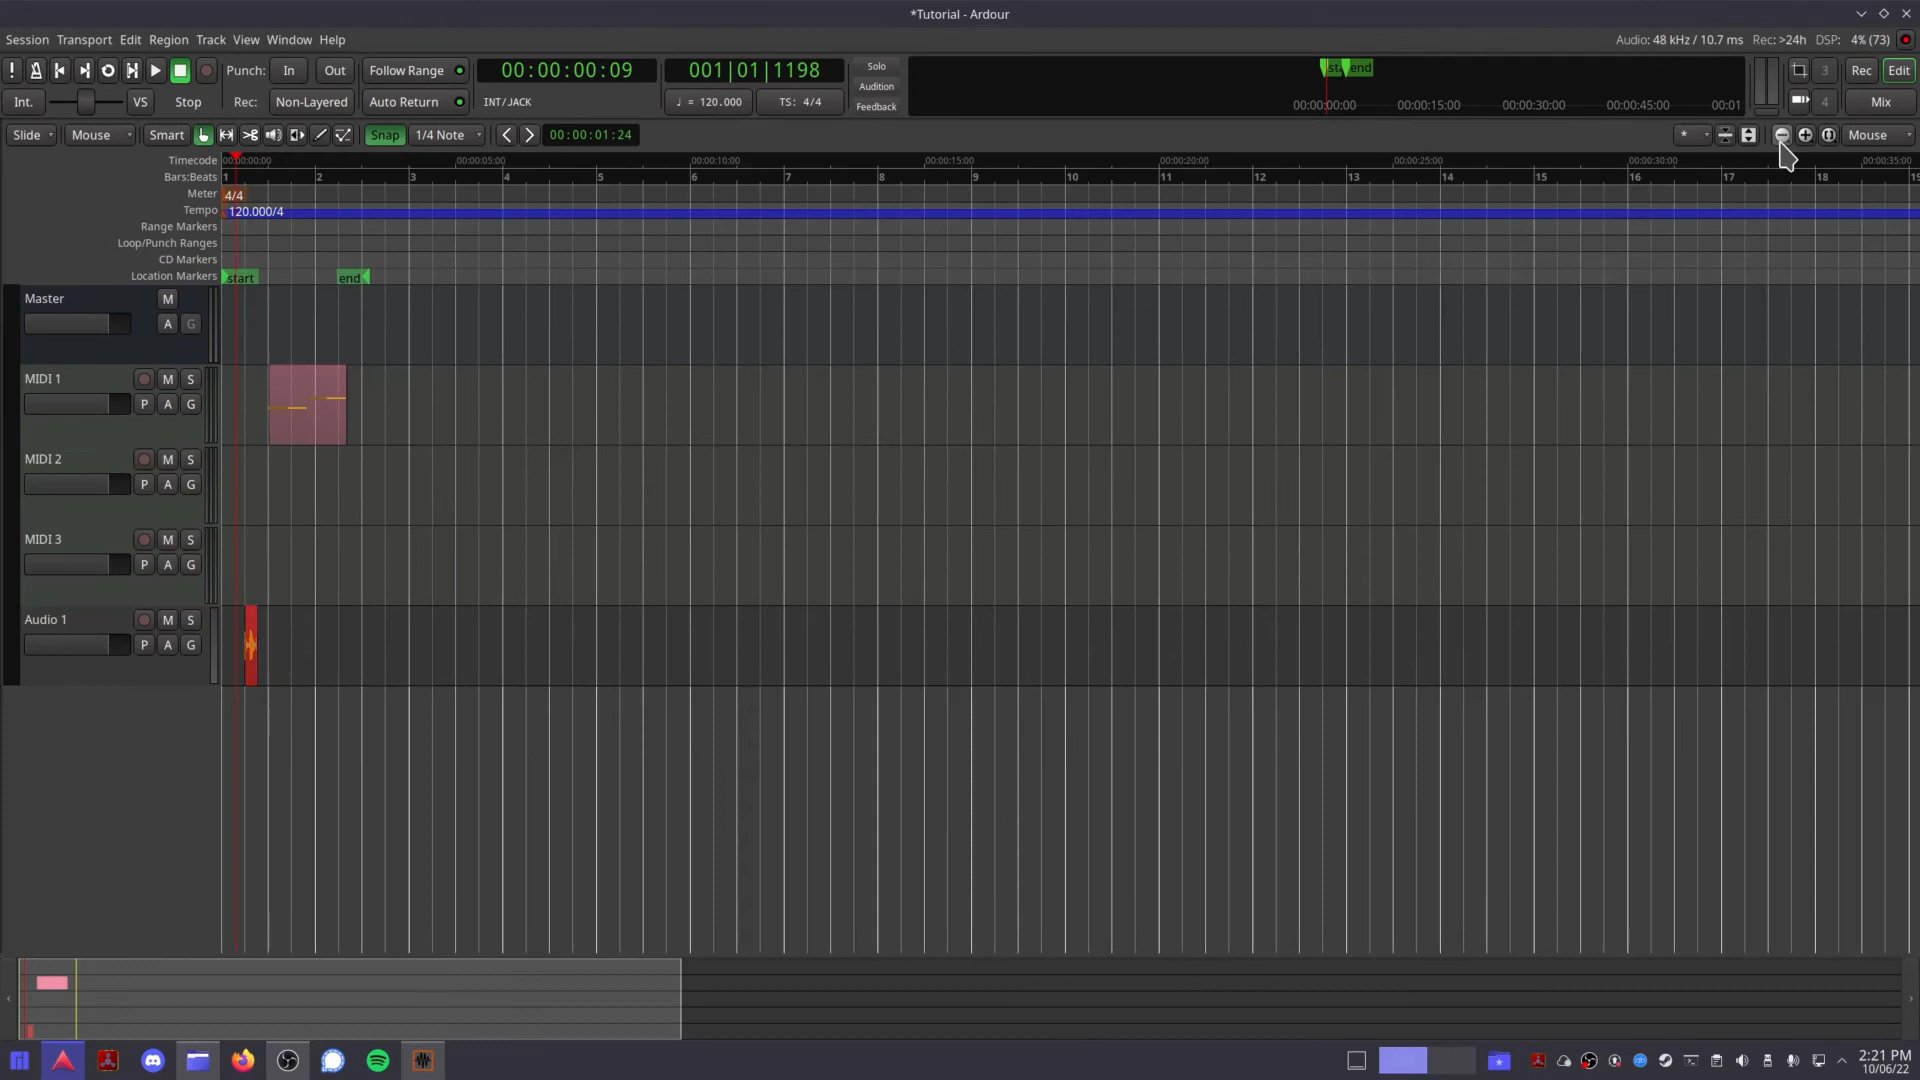 *Tutorial - Ardour
Session Transport Edit Region Track View Window Help
Audio: 48 kHz / 10.7 ms Rec: >24h DSP: 4% (73)
Punch: In Out Follow Range 00:00:00:09 001|01|1198 Solo
start end
3 Rec Edit
Audition
Int. VS Stop Rec: Non-Layered Auto Return INT/JACK ♩ = 120.000 TS: 4/4 Feedback
00:00:00:00 00:00:15:00 00:00:30:00 00:00:45:00 00:01
4 Mix
Slide Mouse Smart Snap 1/4 Note 00:00:01:24 * Mouse
Timecode 00:00:00:00 00:00:05:00 00:00:10:00 00:00:15:00 00:00:20:00 00:00:25:00 00:00:30:00 00:00:35:00
Bars:Beats 1 2 3 4 5 6 7 8 9 10 11 12 13 14 15 16 17 18 19
Meter 4/4
Tempo 120.000/4
Range Markers
Loop/Punch Ranges
CD Markers
Location Markers start end
Master M
A G
MIDI 1 M S
P A G
MIDI 2 M S
P A G
MIDI 3 M S
P A G
Audio 1 M S
P A G
2:21 PM
10/06/22